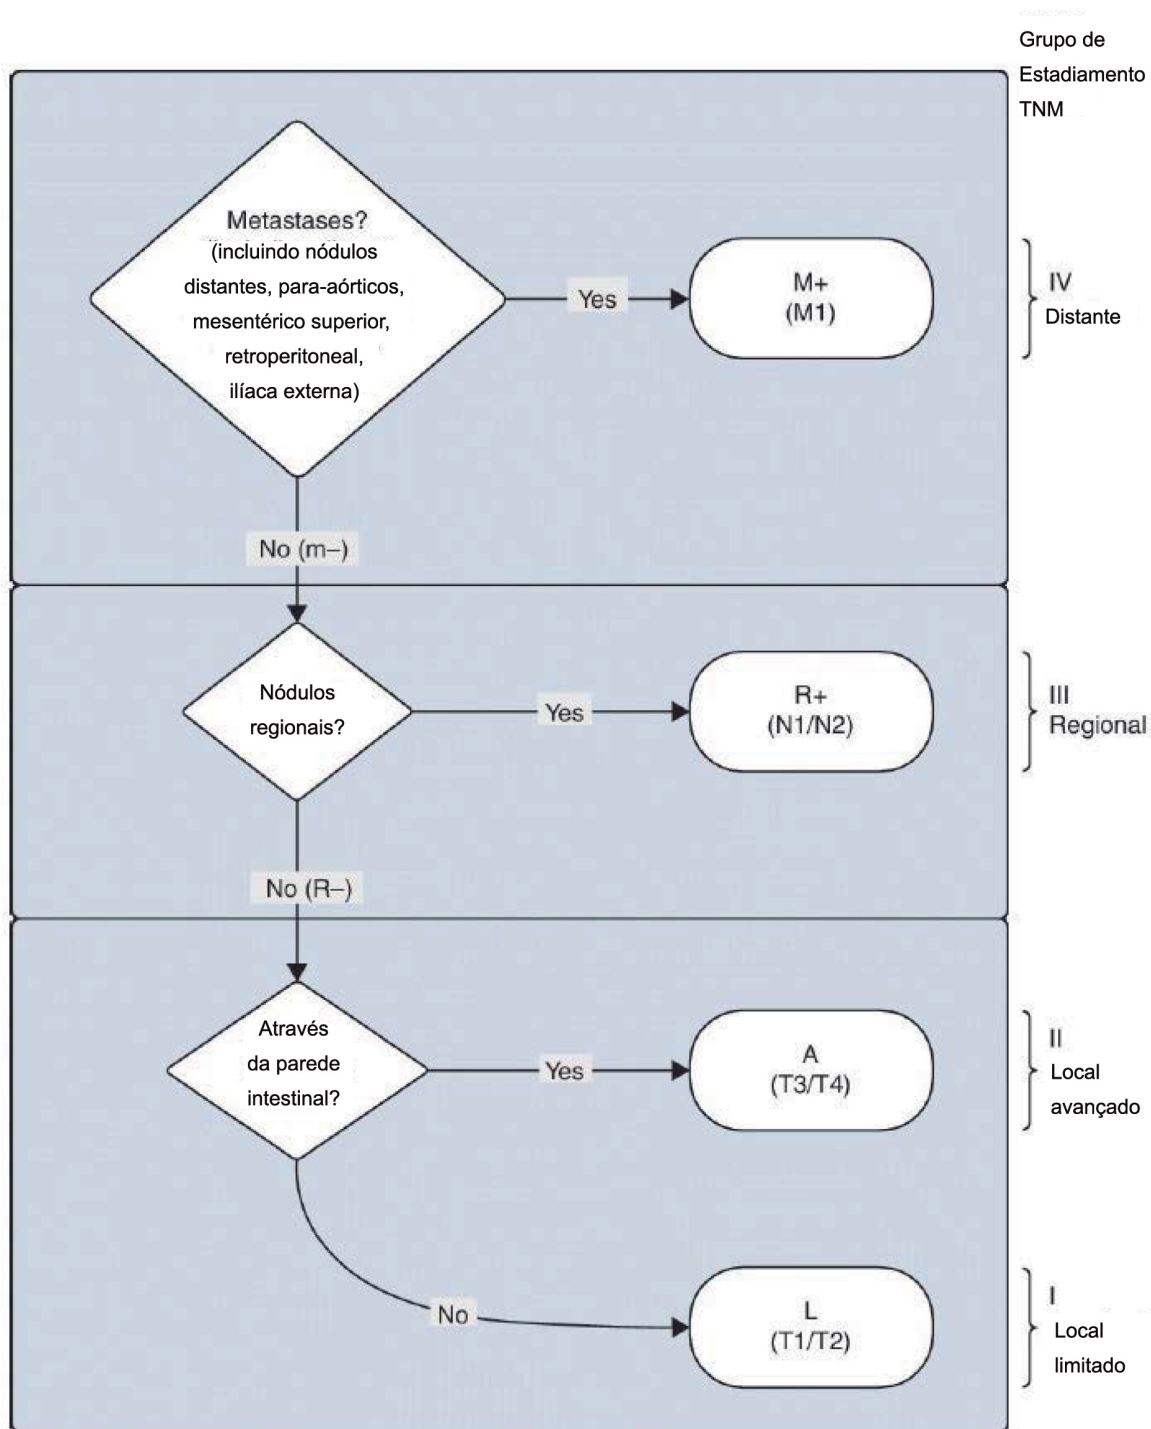 Grupo de
Estadiamento
TNM
Metastases?
(incluindo nódulos
distantes, para-aórticos,
mesentérico superior,
retroperitoneal,
ilíaca externa)
Yes
M+
(M1)
IV
Distante
No (m–)
Nódulos
regionais?
Yes
R+
(N1/N2)
III
Regional
No (R–)
Através
da parede
intestinal?
Yes
A
(T3/T4)
II
Local
avançado
No
L
(T1/T2)
I
Local
limitado